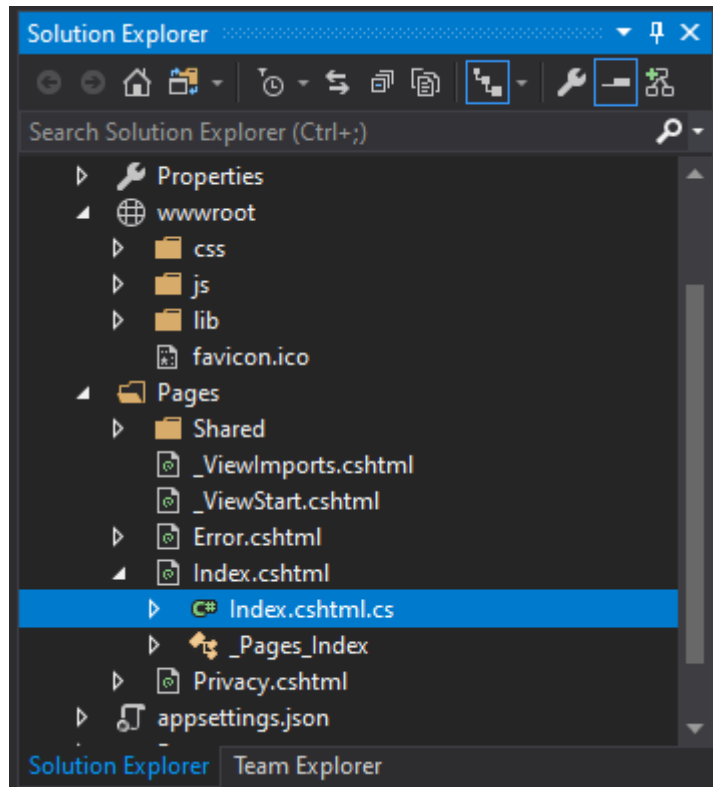 Solution Explorer
Search Solution Explorer (Ctrl+;)
Properties
wwwroot
css
js
lib
favicon.ico
Pages
Shared
_ViewImports.cshtml
_ViewStart.cshtml
Error.cshtml
Index.cshtml
C# Index.cshtml.cs
_Pages_Index
Privacy.cshtml
appsettings.json
Solution Explorer Team Explorer